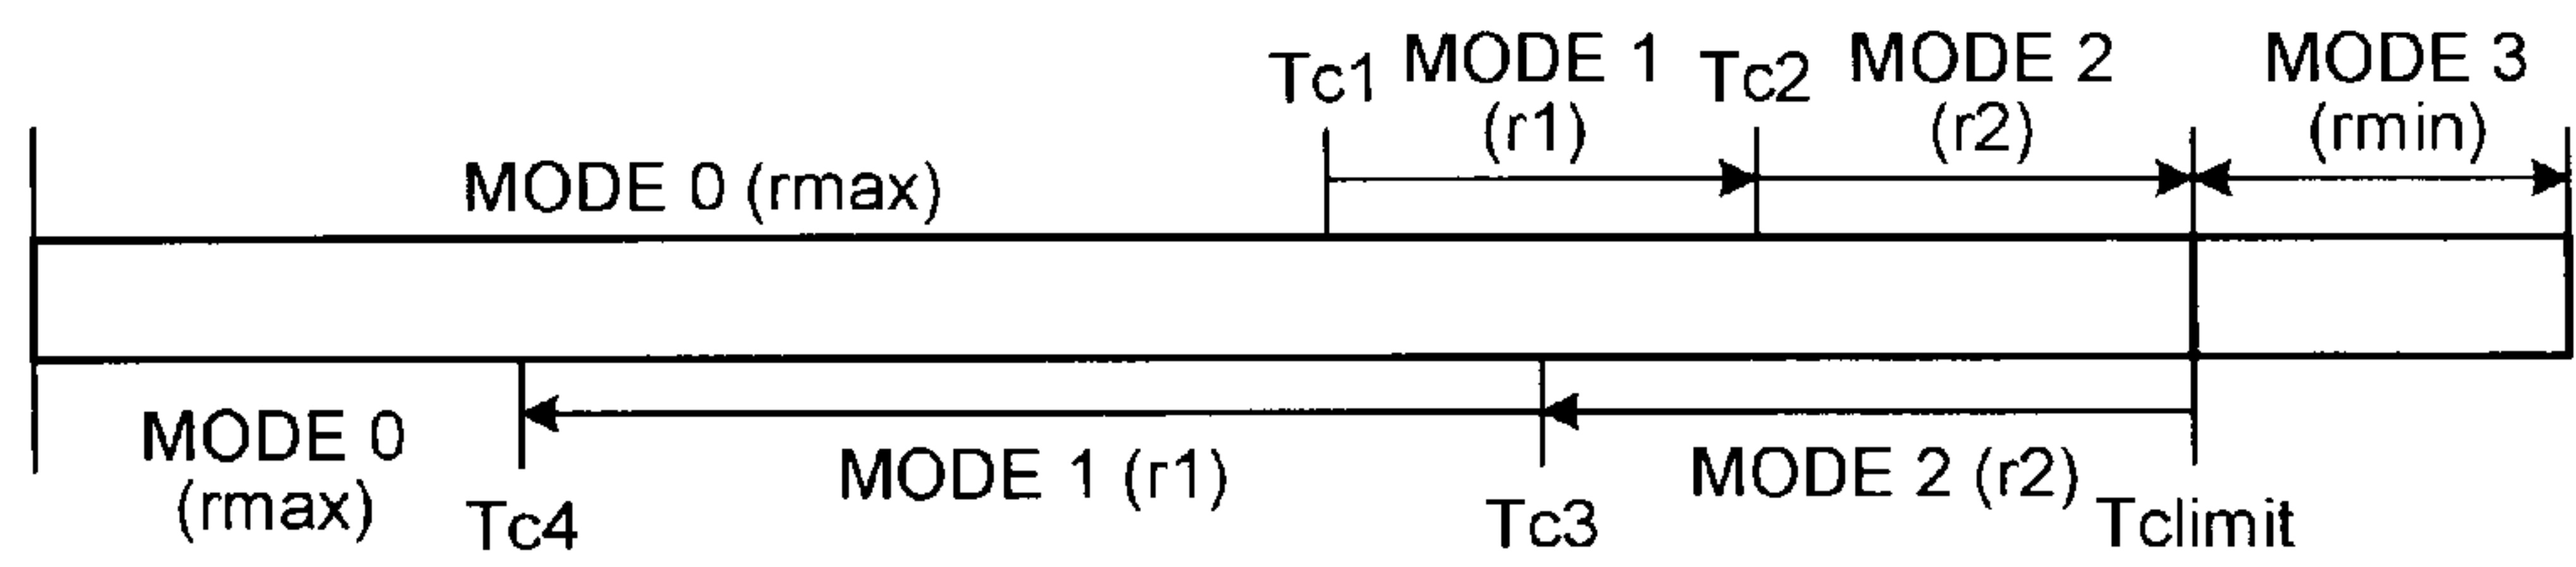 Tc1 MODE 1 Tc2 MODE 2 MODE 3
(r1) (r2) (rmin)
MODE 0 (rmax)
MODE 0 MODE 1 (r1) MODE 2 (r2)
(rmax) Tc4 Tc3 Tclimit